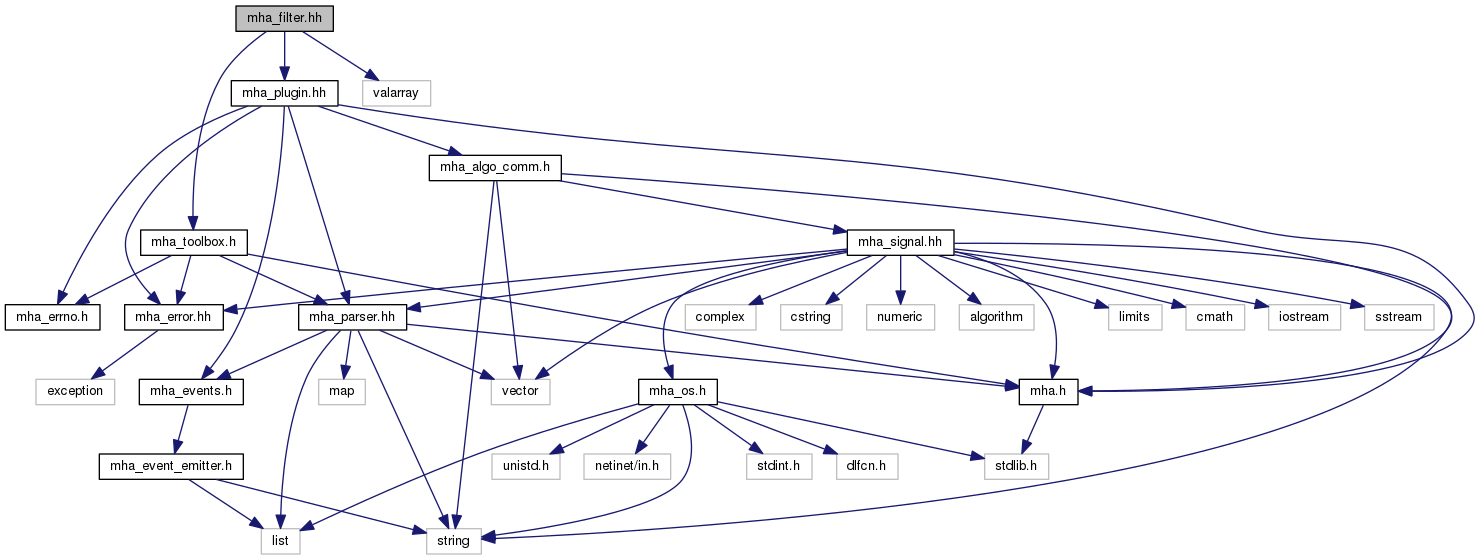 mha_filter.hh
mha_plugin.hh
valarray
mha_algo_comm.h
mha_toolbox.h
mha_signal.hh
mha_errno.h
mha_error.hh
mha_parser.hh
complex
cstring
numeric
algorithm
limits
cmath
iostream
sstream
exception
mha_events.h
map
vector
mha_os.h
mha.h
mha_event_emitter.h
unistd.h
netinet/in.h
stdint.h
dlfcn.h
stdlib.h
list
string